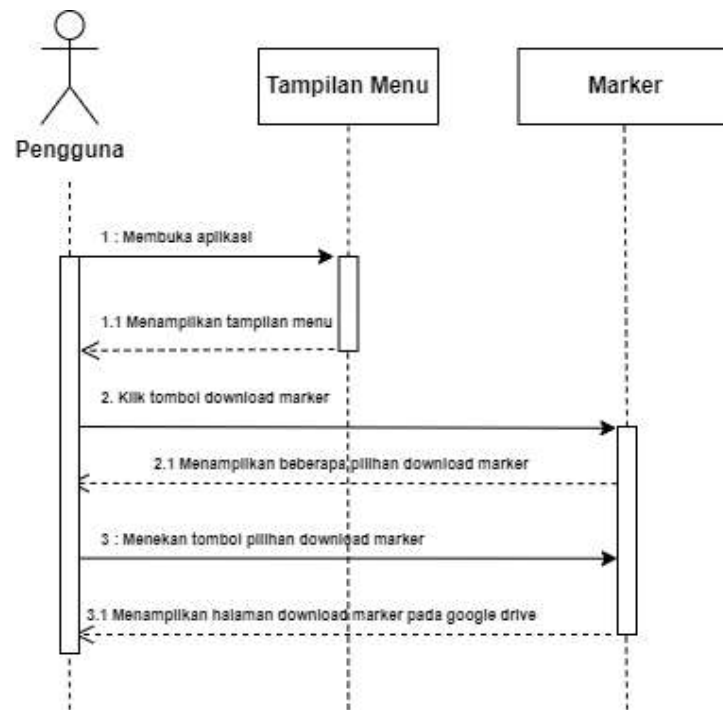 Tampilan Menu
Marker
Pengguna
1 : Membuka aplikasi
1.1 Menampilkan tampilan menu
2. Klik tombol download marker
2.1 Menampilkan beberapa pilihan download marker
3 : Menekan tombol pilihan download marker
3.1 Menampilkan halaman download marker pada google drive